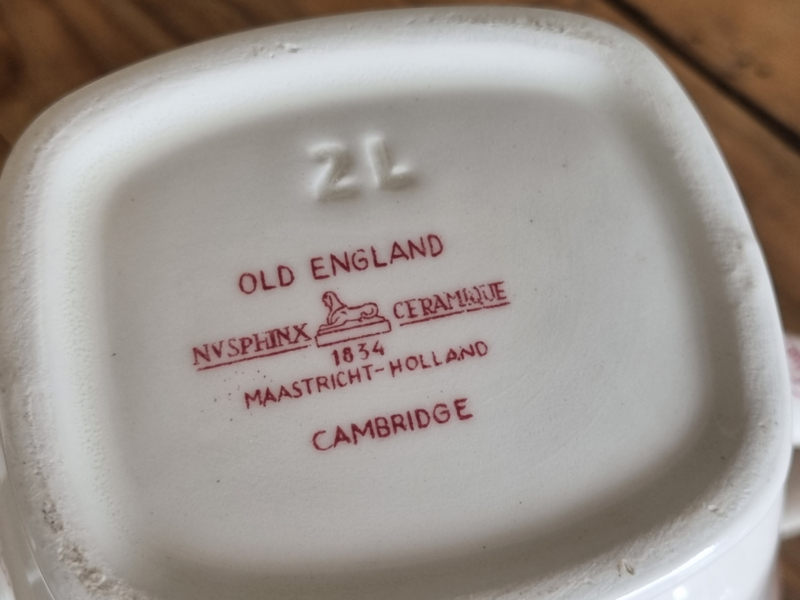 ZL
OLD ENGLAND
NVSPHINX CERAMIQUE
1834
MAASTRICHT-HOLLAND
CAMBRIDGE